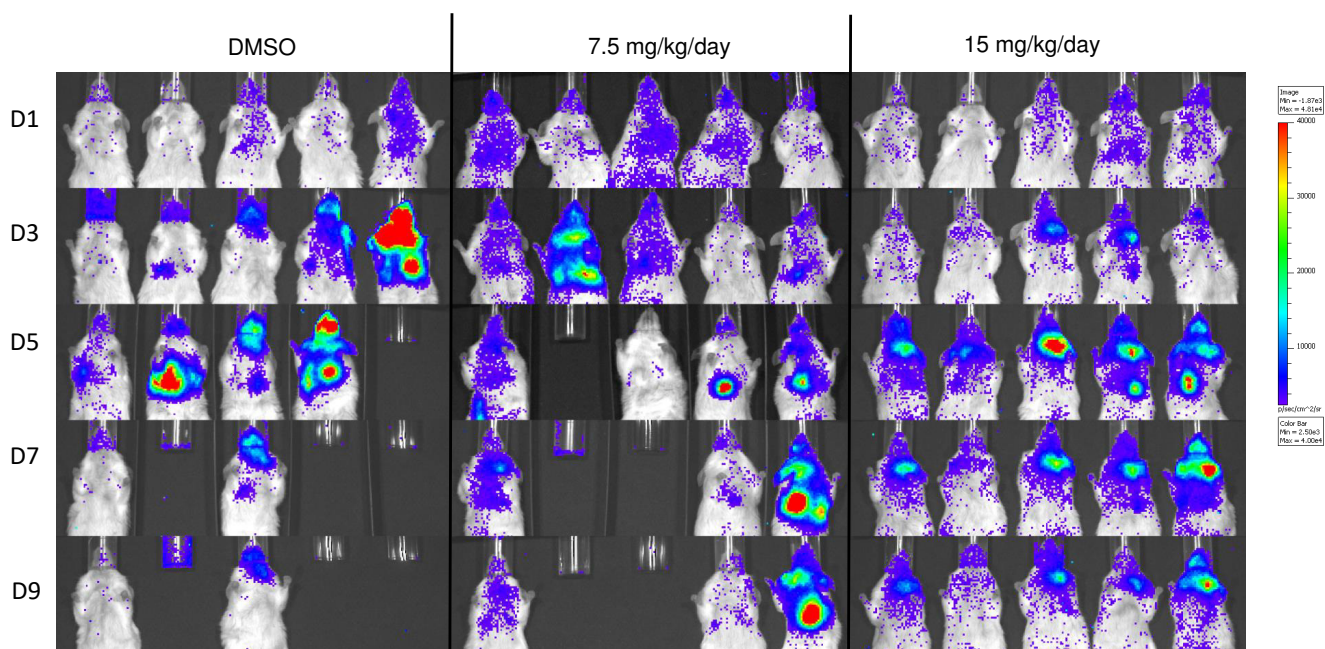 DMSO
7.5 mg/kg/day
15 mg/kg/day
D1
D3
D5
D7
D9
Image
Min = -1.87e3
Max = 4.81e4
40000
30000
20000
10000
p/sec/cm^2/sr
Color Bar
Min = 2.50e3
Max = 4.00e4